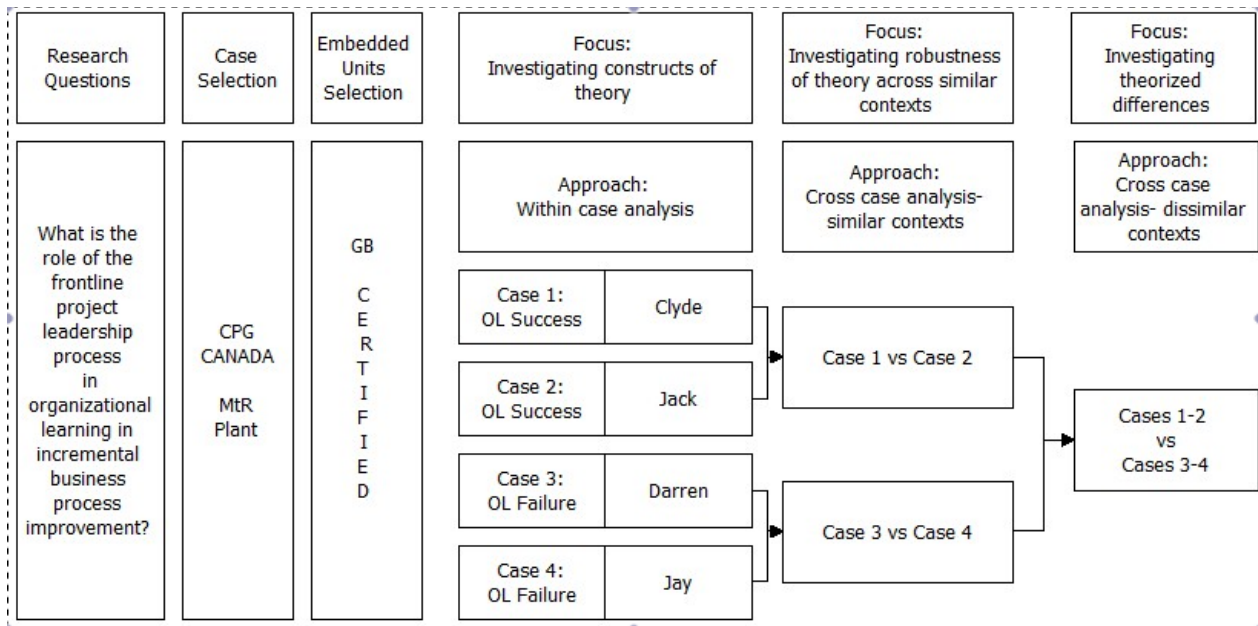 Research
Questions
Case
Selection
Embedded
Units
Selection
Focus:
Investigating constructs of
theory
Focus:
Investigating robustness
of theory across similar
contexts
Focus:
Investigating
theorized
differences
What is the
role of the
frontline
project
leadership
process
in
organizational
learning in
incremental
business
process
improvement?
CPG
CANADA
MtR
Plant
GB
C
E
R
T
I
F
I
E
D
Approach:
Within case analysis
Approach:
Cross case analysis-
similar contexts
Approach:
Cross case
analysis- dissimilar
contexts
Case 1:
OL Success
Clyde
Case 2:
OL Success
Jack
Case 3:
OL Failure
Darren
Case 4:
OL Failure
Jay
Case 1 vs Case 2
Case 3 vs Case 4
Cases 1-2
vs
Cases 3-4